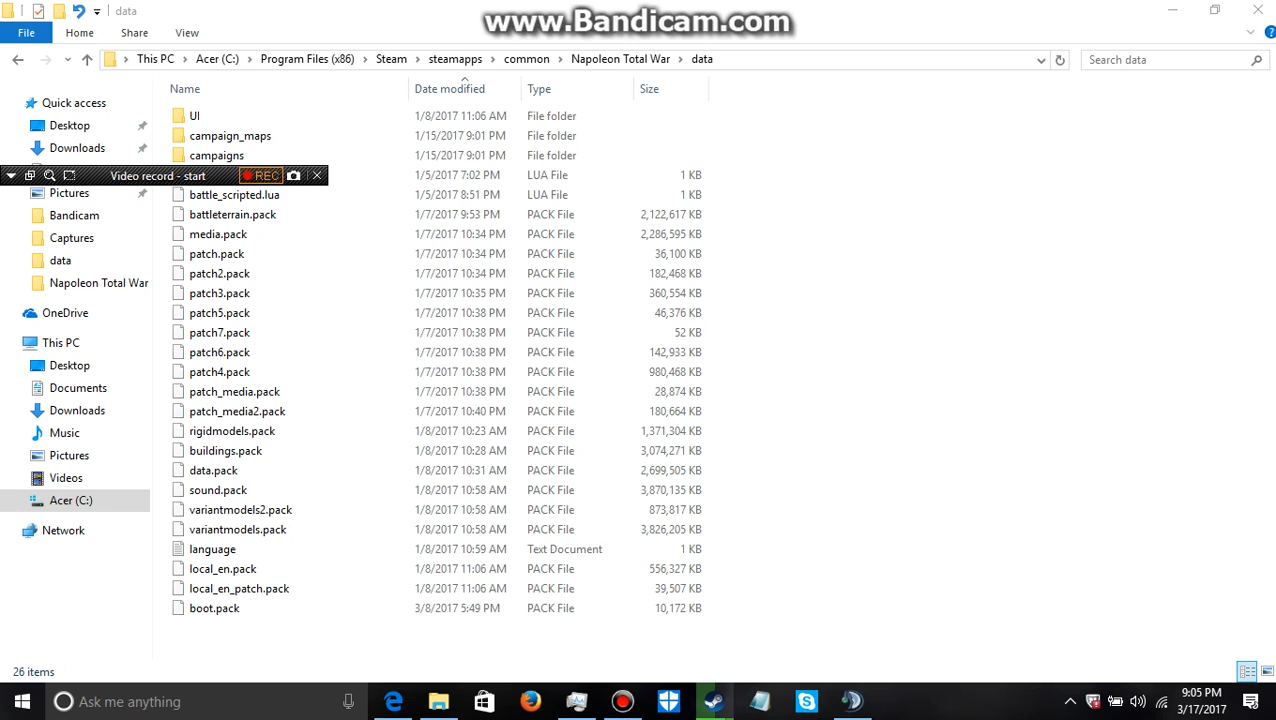 data
www.Bandicam.com
File Home Share View
This PC Acer (C:) Program Files (x86) Steam steamapps common Napoleon Total War data
Search data
Name Date modified Type Size
Quick access
Desktop
Downloads
Pictures
Bandicam
Captures
data
Napoleon Total War
OneDrive
This PC
Desktop
Documents
Downloads
Music
Pictures
Videos
Acer (C:)
Network
Video record - start REC
UI 1/8/2017 11:06 AM File folder
campaign_maps 1/15/2017 9:01 PM File folder
campaigns 1/15/2017 9:01 PM File folder
1/5/2017 7:02 PM LUA File 1 KB
battle_scripted.lua 1/5/2017 8:51 PM LUA File 1 KB
battleterrain.pack 1/7/2017 9:53 PM PACK File 2,122,617 KB
media.pack 1/7/2017 10:34 PM PACK File 2,286,595 KB
patch.pack 1/7/2017 10:34 PM PACK File 36,100 KB
patch2.pack 1/7/2017 10:34 PM PACK File 182,468 KB
patch3.pack 1/7/2017 10:35 PM PACK File 360,554 KB
patch5.pack 1/7/2017 10:38 PM PACK File 46,376 KB
patch7.pack 1/7/2017 10:38 PM PACK File 52 KB
patch6.pack 1/7/2017 10:38 PM PACK File 142,933 KB
patch4.pack 1/7/2017 10:38 PM PACK File 980,468 KB
patch_media.pack 1/7/2017 10:38 PM PACK File 28,874 KB
patch_media2.pack 1/7/2017 10:40 PM PACK File 180,664 KB
rigidmodels.pack 1/8/2017 10:23 AM PACK File 1,371,304 KB
buildings.pack 1/8/2017 10:28 AM PACK File 3,074,271 KB
data.pack 1/8/2017 10:31 AM PACK File 2,699,505 KB
sound.pack 1/8/2017 10:58 AM PACK File 3,870,135 KB
variantmodels2.pack 1/8/2017 10:58 AM PACK File 873,817 KB
variantmodels.pack 1/8/2017 10:58 AM PACK File 3,826,205 KB
language 1/8/2017 10:59 AM Text Document 1 KB
local_en.pack 1/8/2017 11:06 AM PACK File 556,327 KB
local_en_patch.pack 1/8/2017 11:06 AM PACK File 39,507 KB
boot.pack 3/8/2017 5:49 PM PACK File 10,172 KB
26 items
Ask me anything
9:05 PM
3/17/2017